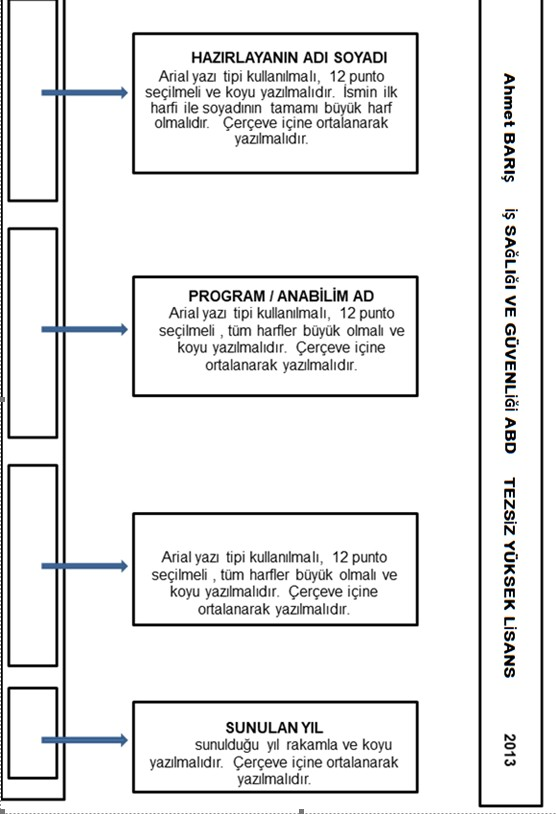 HAZIRLAYANIN ADI SOYADI
Arial yazı tipi kullanılmalı, 12 punto
seçilmeli ve koyu yazılmalıdır. İsmin ilk
harfi ile soyadının tamamı büyük harf
olmalıdır. Çerçeve içine ortalanarak
yazılmalıdır.
PROGRAM / ANABİLİM AD
Arial yazı tipi kullanılmalı, 12 punto
seçilmeli , tüm harfler büyük olmalı ve
koyu yazılmalıdır. Çerçeve içine
ortalanarak yazılmalıdır.
Arial yazı tipi kullanılmalı, 12 punto
seçilmeli , tüm harfler büyük olmalı ve
koyu yazılmalıdır. Çerçeve içine
ortalanarak yazılmalıdır.
SUNULAN YIL
sunulduğu yıl rakamla ve koyu
yazılmalıdır. Çerçeve içine ortalanarak
yazılmalıdır.
Ahmet BARIŞ İŞ SAĞLIĞI VE GÜVENLİĞİ ABD TEZSİZ YÜKSEK LİSANS 2013